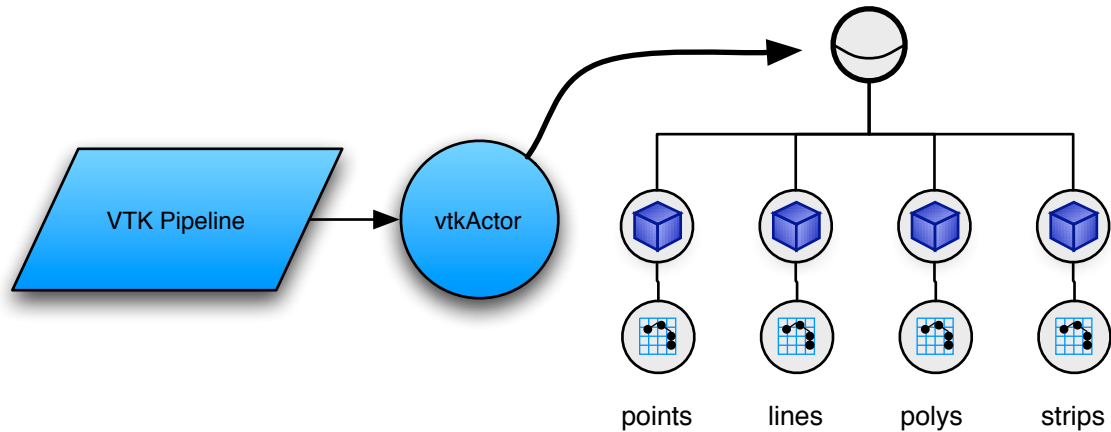 VTK Pipeline
vtkActor
points
lines
polys
strips